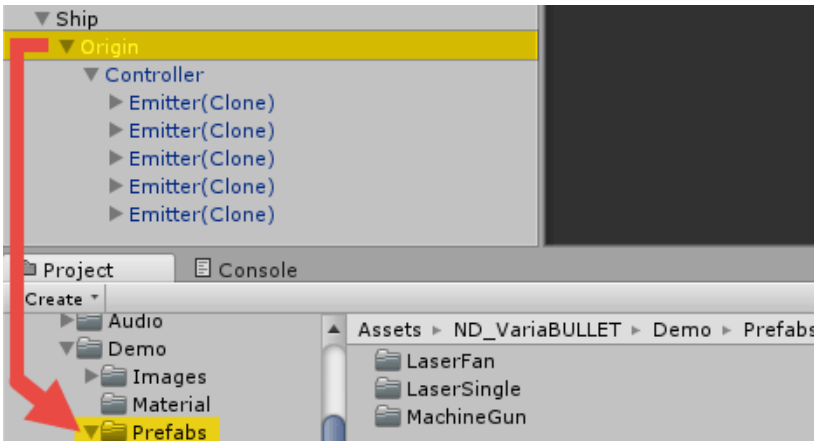 Ship
Origin
Controller
Emitter(Clone)
Emitter(Clone)
Emitter(Clone)
Emitter(Clone)
Emitter(Clone)
Project
Console
Create
Audio
Demo
Images
Material
Prefabs
Assets ▸ ND_VariaBULLET ▸ Demo ▸ Prefabs
LaserFan
LaserSingle
MachineGun